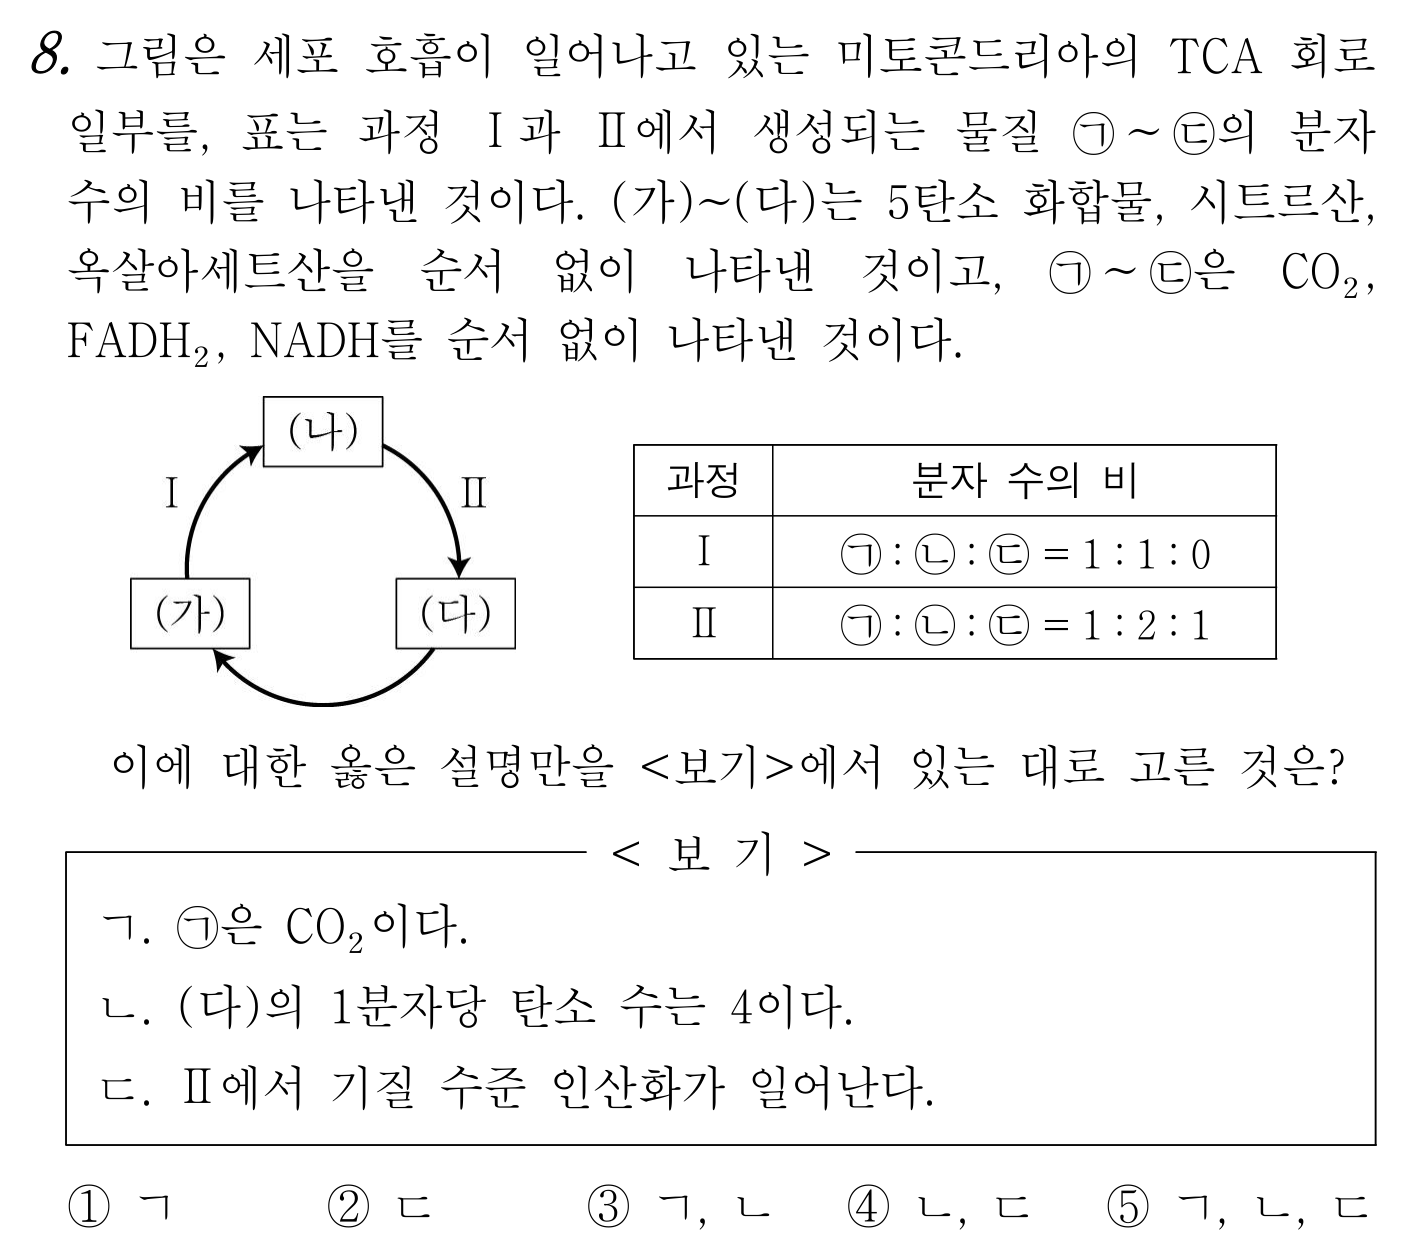 8. 그림은 세포 호흡이 일어나고 있는 미토콘드리아의 TCA 회로
일부를, 표는 과정 Ⅰ과 Ⅱ에서 생성되는 물질 ㉠~㉢의 분자
수의 비를 나타낸 것이다. (가)~(다)는 5탄소 화합물, 시트르산,
옥살아세트산을 순서 없이 나타낸 것이고, ㉠~㉢은 CO₂,
FADH₂, NADH를 순서 없이 나타낸 것이다.
(나)
Ⅰ Ⅱ
(가) (다)
과정 분자 수의 비
Ⅰ ㉠:㉡:㉢=1:1:0
Ⅱ ㉠:㉡:㉢=1:2:1
이에 대한 옳은 설명만을 <보기>에서 있는 대로 고른 것은?
< 보 기 >
ㄱ. ㉠은 CO₂이다.
ㄴ. (다)의 1분자당 탄소 수는 4이다.
ㄷ. Ⅱ에서 기질 수준 인산화가 일어난다.
① ㄱ ② ㄷ ③ ㄱ, ㄴ ④ ㄴ, ㄷ ⑤ ㄱ, ㄴ, ㄷ